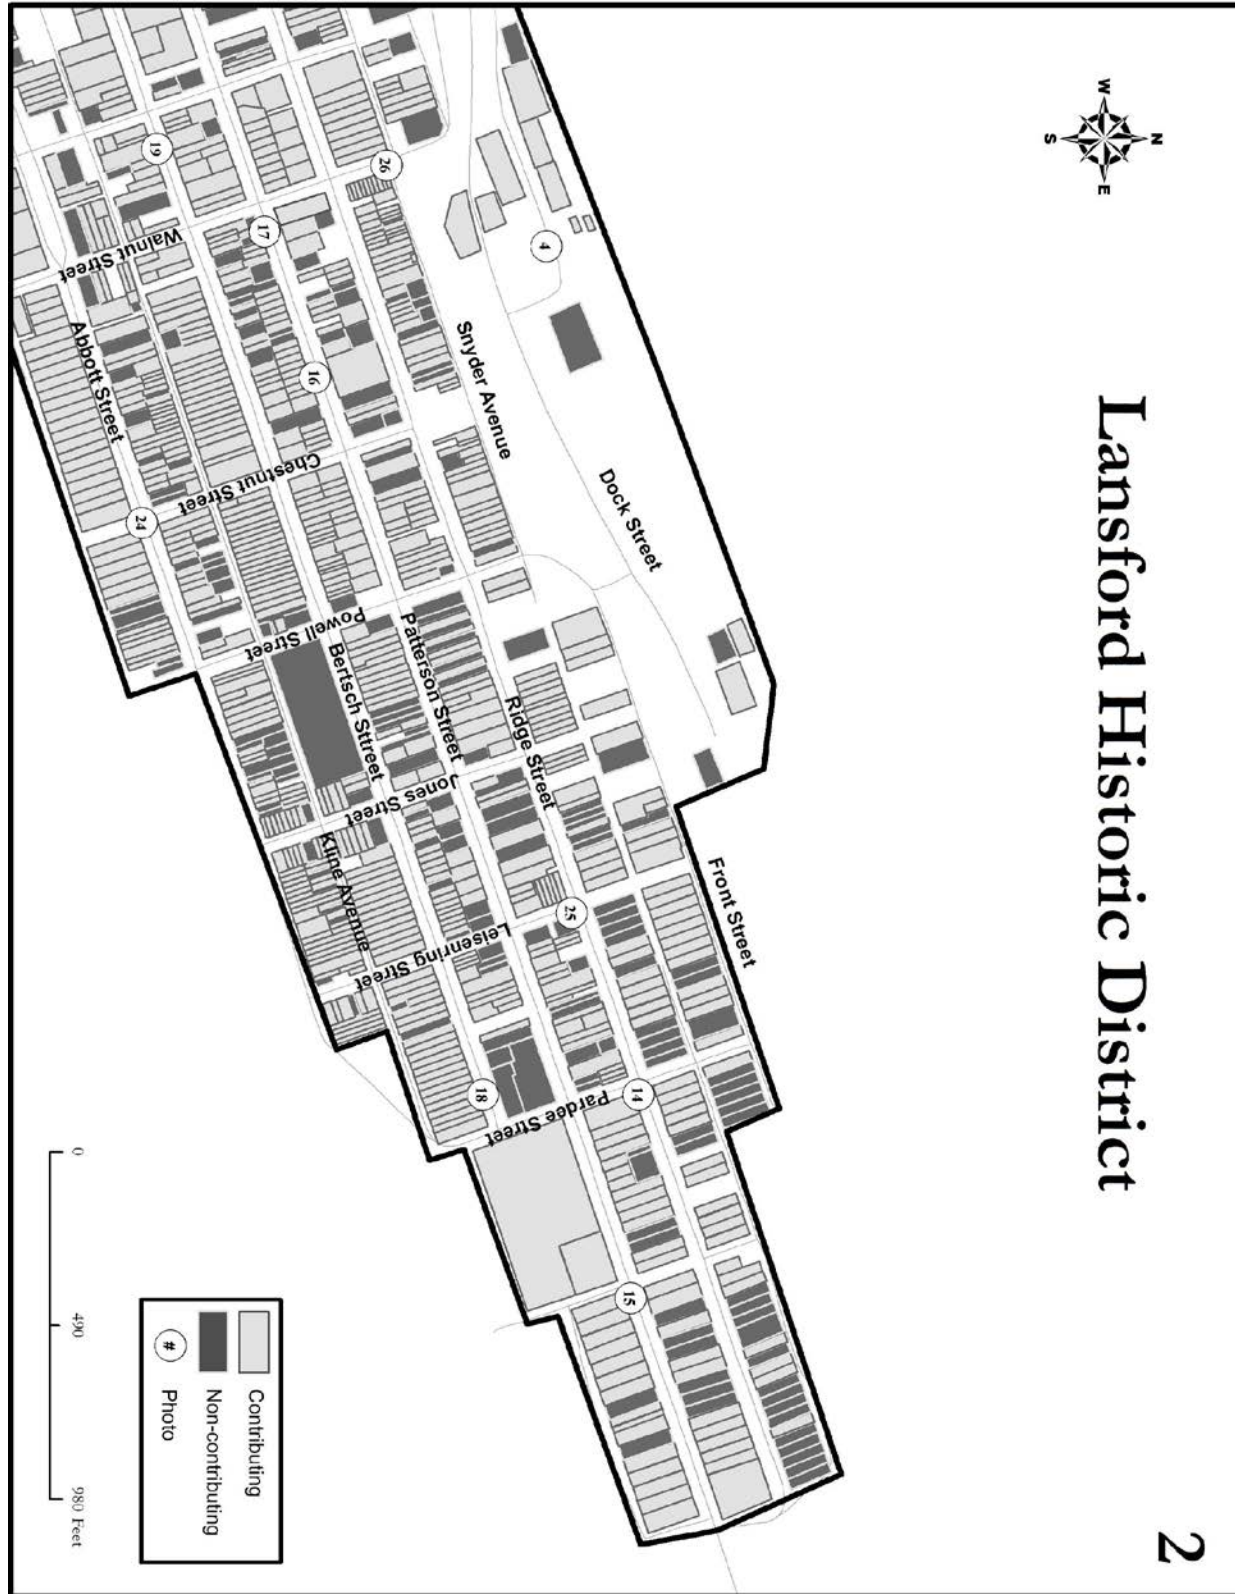 Lansford Historic District
2
N
W
E
S
26
4
19
17
16
24
25
14
18
15
Snyder Avenue
Dock Street
Front Street
Walnut Street
Abbott Street
Chestnut Street
Powell Street
Patterson Street
Bertsch Sttreet
Ridge Street
Jones Street
Kline Avenue
Leisenring Street
Pardee Street
Contributing
Non-contributing
# Photo
0 490 980 Feet